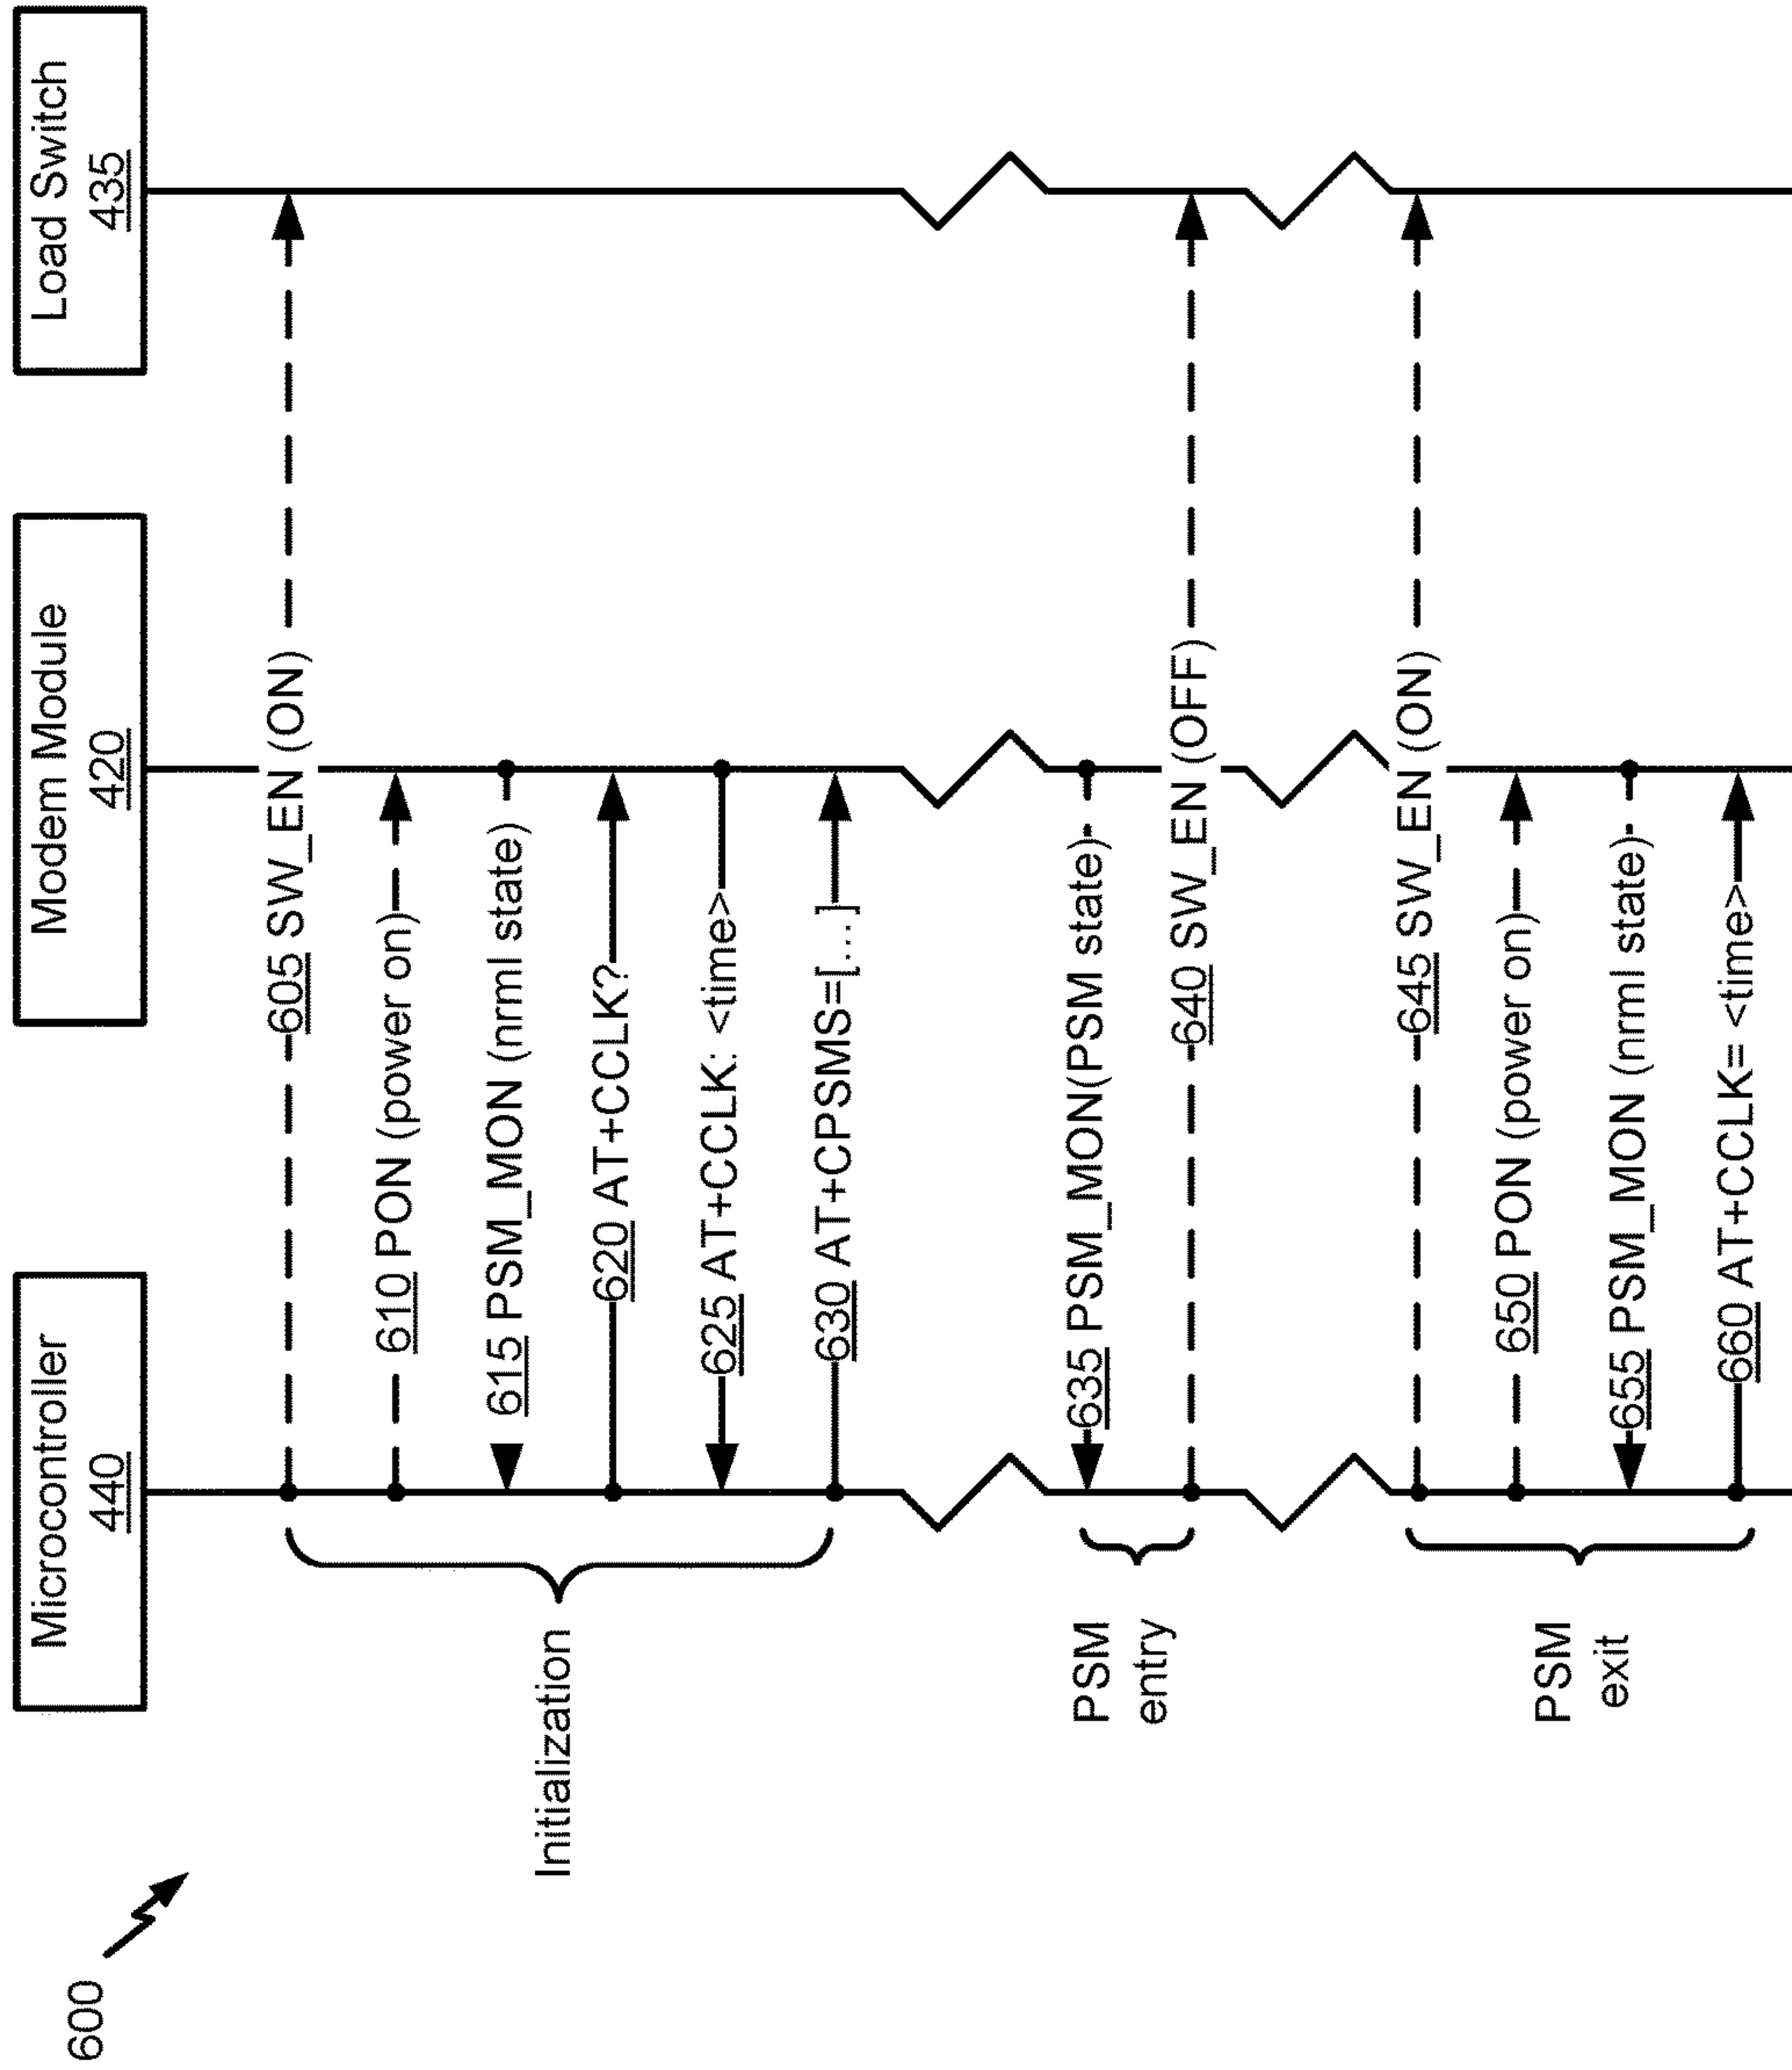 600
Microcontroller
440
Modem Module
420
Load Switch
435
Initialization
605 SW_EN (ON)
610 PON (power on)
615 PSM_MON (nrml state)
620 AT+CCLK?
625 AT+CCLK: <time>
630 AT+CPSMS=[...]
PSM
entry
635 PSM_MON(PSM state)
640 SW_EN (OFF)
PSM
exit
645 SW_EN (ON)
650 PON (power on)
655 PSM_MON (nrml state)
660 AT+CCLK= <time>